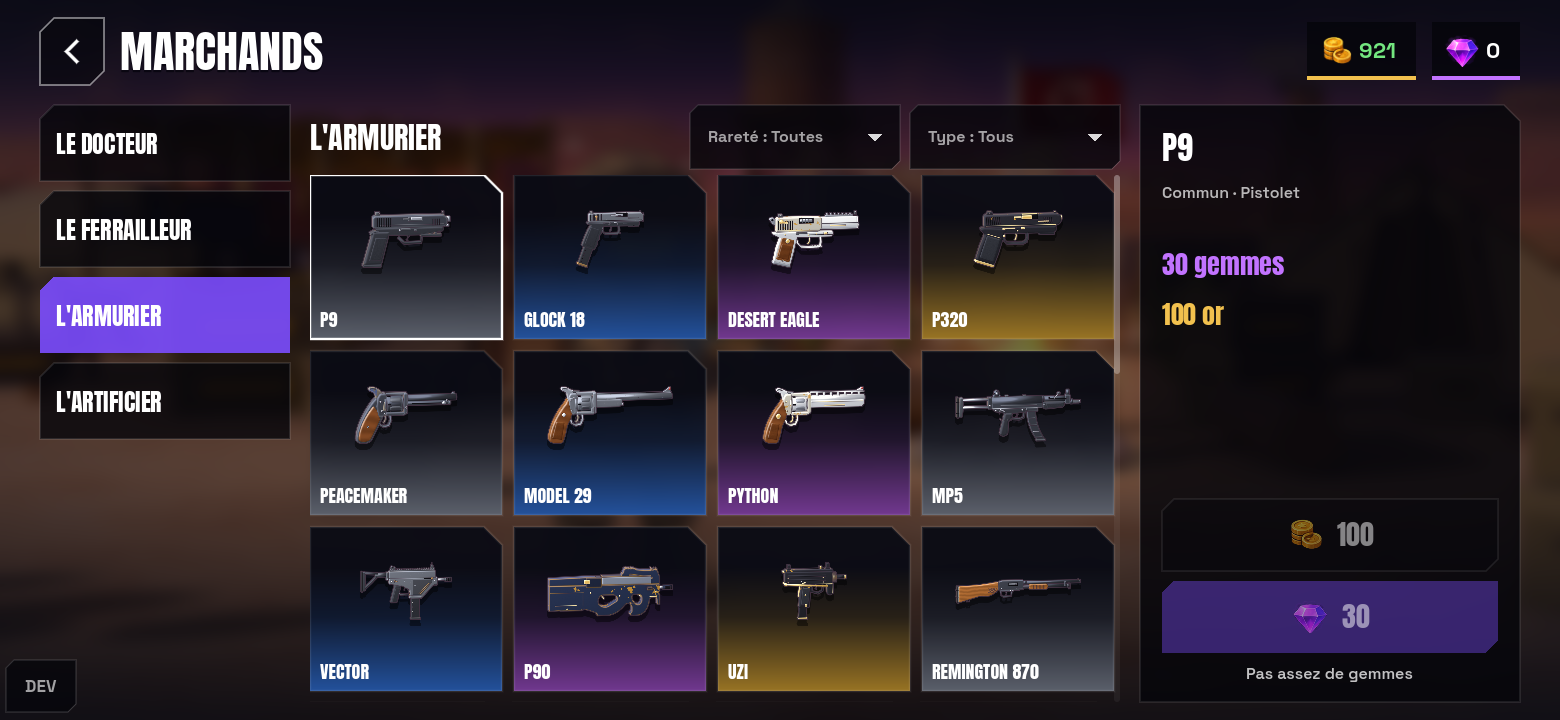 MARCHANDS
921
0
LE DOCTEUR
LE FERRAILLEUR
L'ARMURIER
L'ARTIFICIER
L'ARMURIER
Rareté : Toutes
Type : Tous
P9
GLOCK 18
DESERT EAGLE
P320
PEACEMAKER
MODEL 29
PYTHON
MP5
VECTOR
P90
UZI
REMINGTON 870
P9
Commun · Pistolet
30 gemmes
100 or
100
30
Pas assez de gemmes
DEV